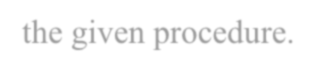 the given procedure.